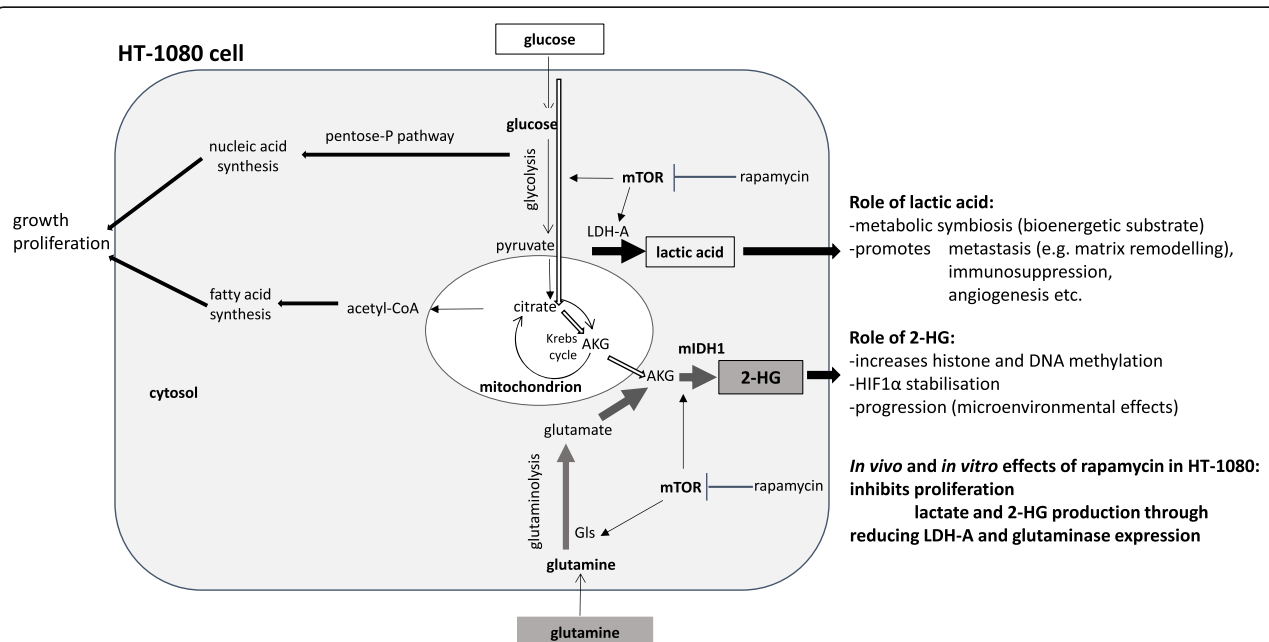 glucose
HT-1080 cell
glucose
pentose-P pathway
nucleic acid
synthesis
glycolysis
mTOR
rapamycin
growth
proliferation
LDH-A
pyruvate
lactic acid
Role of lactic acid:
-metabolic symbiosis (bioenergetic substrate)
-promotes metastasis (e.g. matrix remodelling),
immunosuppression,
angiogenesis etc.
fatty acid
synthesis
acetyl-CoA
citrate
Krebs
cycle
AKG
mitochondrion
cytosol
AKG
mIDH1
2-HG
Role of 2-HG:
-increases histone and DNA methylation
-HIF1α stabilisation
-progression (microenvironmental effects)
glutamate
glutaminolysis
mTOR
rapamycin
Gls
glutamine
glutamine
In vivo and in vitro effects of rapamycin in HT-1080:
inhibits proliferation
lactate and 2-HG production through
reducing LDH-A and glutaminase expression